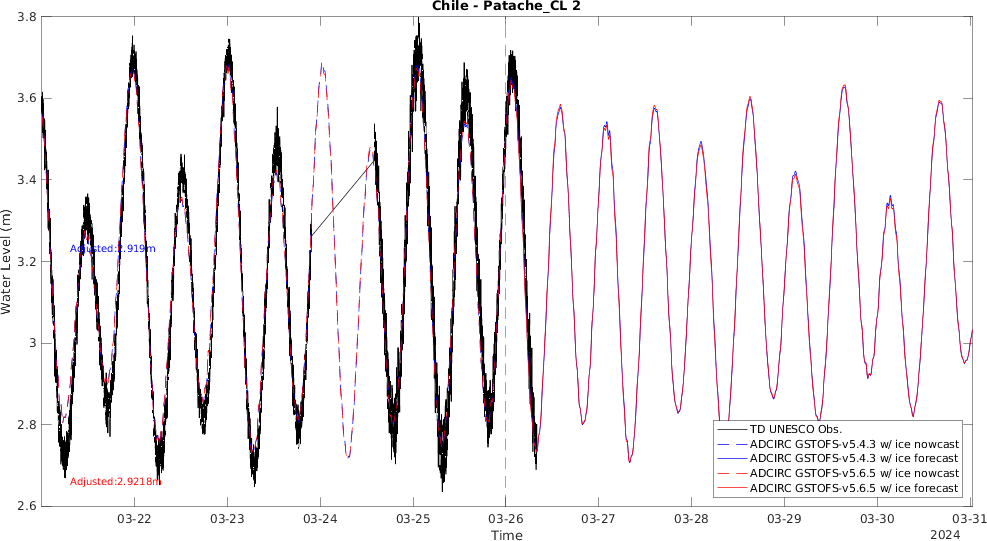 Chile - Patache_CL 2
3.8
3.6
3.4
3.2
3
2.8
2.6
Water Level (m)
Adjusted:2.919m
Adjusted:2.9218m
TD UNESCO Obs.
ADCIRC GSTOFS-v5.4.3 w/ ice nowcast
ADCIRC GSTOFS-v5.4.3 w/ ice forecast
ADCIRC GSTOFS-v5.6.5 w/ ice nowcast
ADCIRC GSTOFS-v5.6.5 w/ ice forecast
03-22 03-23 03-24 03-25 03-26 03-27 03-28 03-29 03-30 03-31
Time
2024